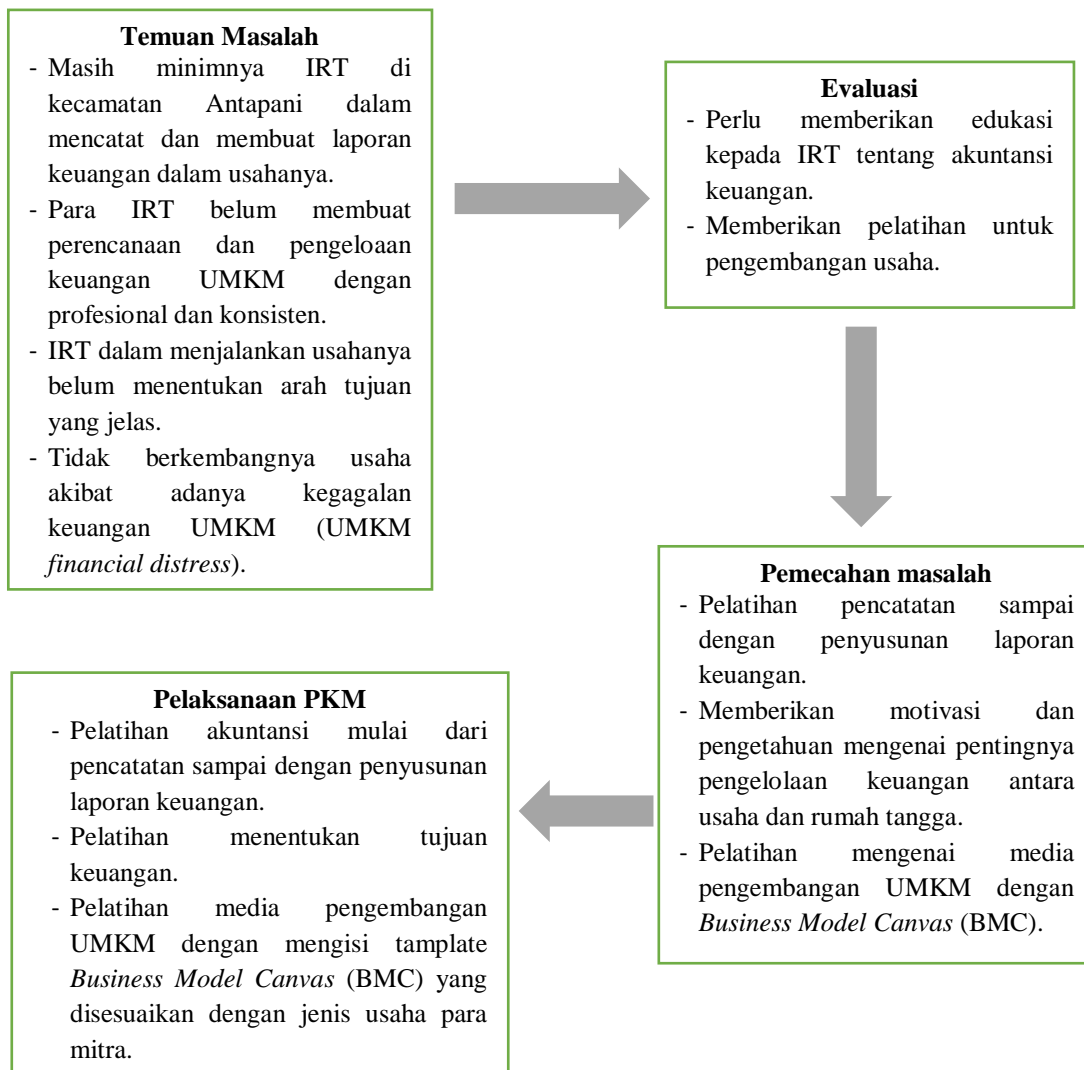 Temuan Masalah
- Masih minimnya IRT di
kecamatan Antapani dalam
mencatat dan membuat laporan
keuangan dalam usahanya.
- Para IRT belum membuat
perencanaan dan pengeloaan
keuangan UMKM dengan
profesional dan konsisten.
- IRT dalam menjalankan usahanya
belum menentukan arah tujuan
yang jelas.
- Tidak berkembangnya usaha
akibat adanya kegagalan
keuangan UMKM (UMKM
financial distress).
Evaluasi
- Perlu memberikan edukasi
kepada IRT tentang akuntansi
keuangan.
- Memberikan pelatihan untuk
pengembangan usaha.
Pemecahan masalah
- Pelatihan pencatatan sampai
dengan penyusunan laporan
keuangan.
- Memberikan motivasi dan
pengetahuan mengenai pentingnya
pengelolaan keuangan antara
usaha dan rumah tangga.
- Pelatihan mengenai media
pengembangan UMKM dengan
Business Model Canvas (BMC).
Pelaksanaan PKM
- Pelatihan akuntansi mulai dari
pencatatan sampai dengan penyusunan
laporan keuangan.
- Pelatihan menentukan tujuan
keuangan.
- Pelatihan media pengembangan
UMKM dengan mengisi tamplate
Business Model Canvas (BMC) yang
disesuaikan dengan jenis usaha para
mitra.